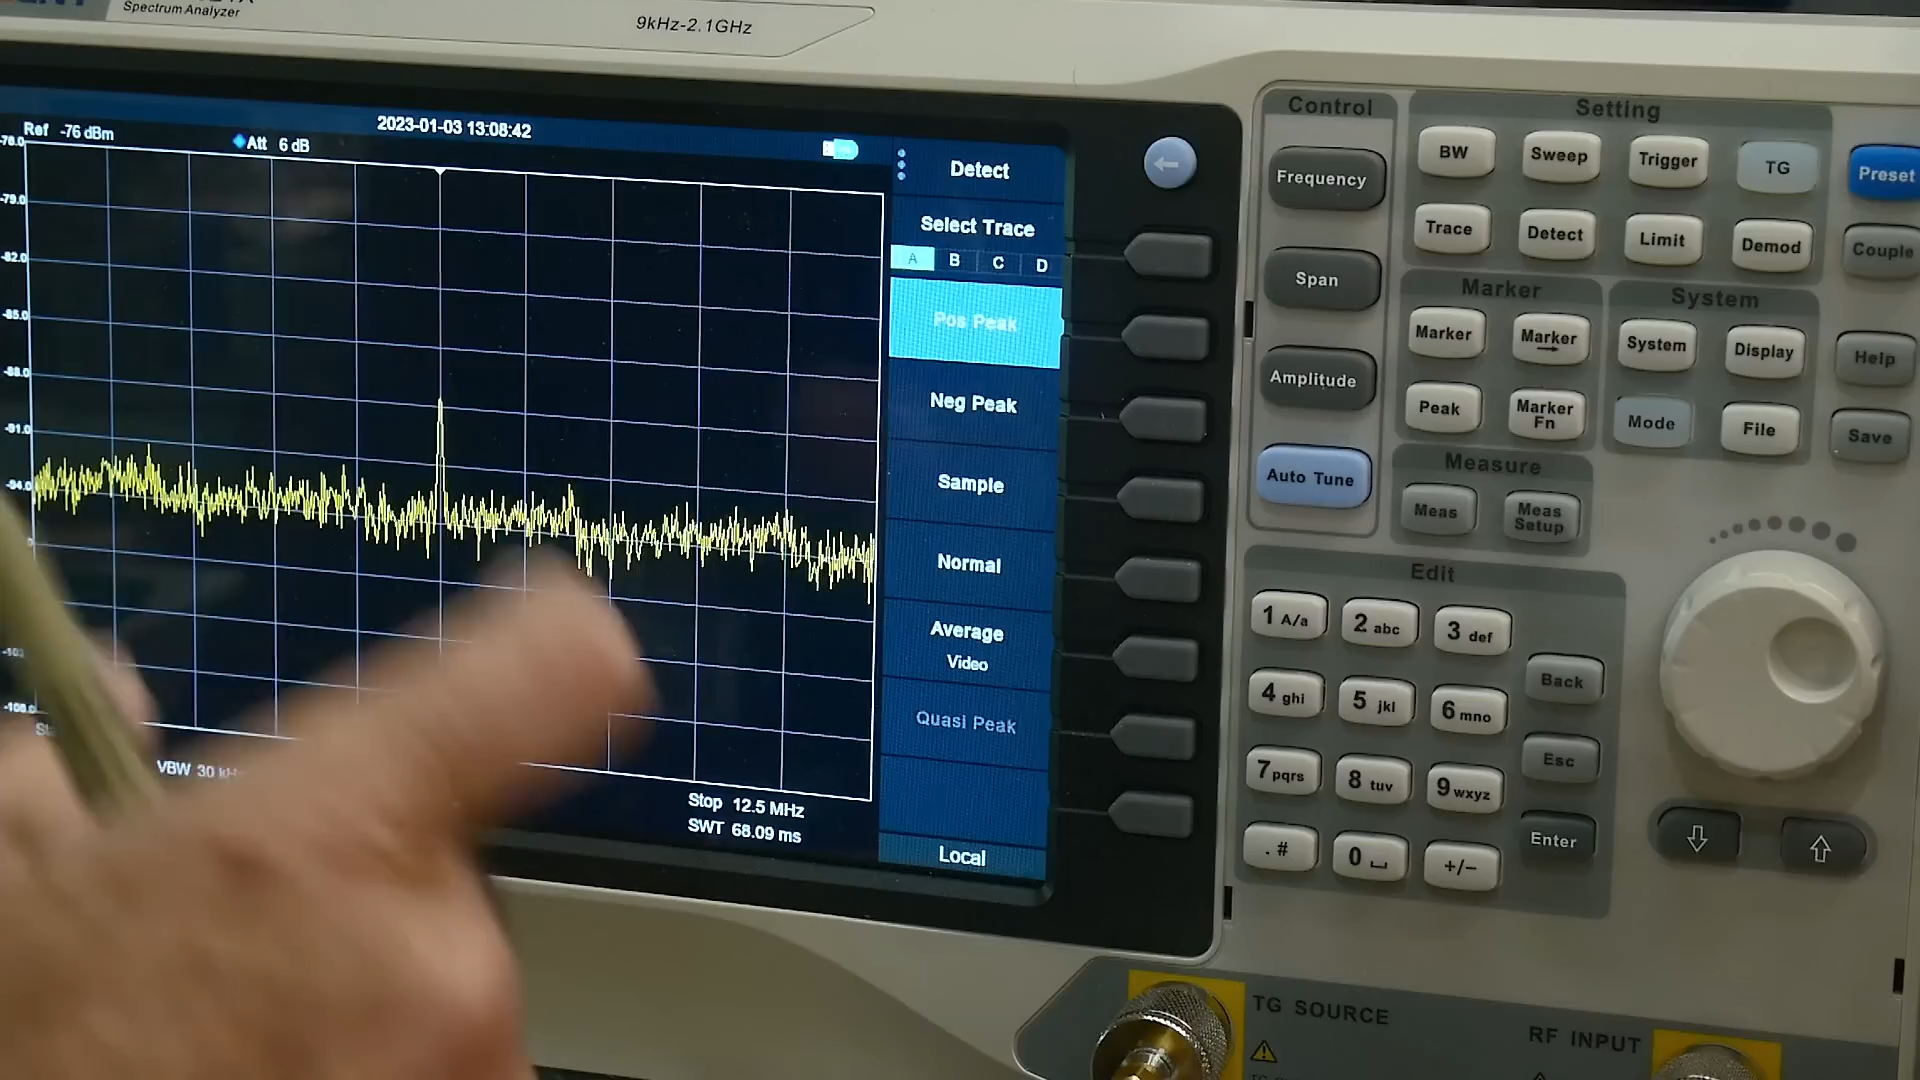 Spectrum Analyzer
9kHz-2.1GHz
Ref -76 dBm
Att 6 dB
2023-01-03 13:08:42
-76.0
-79.0
-82.0
-85.0
-88.0
-91.0
-94.0
VBW 30
Stop 12.5 MHz
SWT 68.09 ms
Detect
Select Trace
A B C D
Pos Peak
Neg Peak
Sample
Normal
Average
Video
Quasi Peak
Local
Control
Frequency
Span
Amplitude
Auto Tune
Setting
BW Sweep Trigger TG
Trace Detect Limit Demod
Preset
Couple
Help
Save
Marker
Marker Marker
Peak Marker Fn
System
System Display
Mode File
Measure
Meas Meas Setup
Edit
1 A/a 2 abc 3 def
4 ghi 5 jkl 6 mno
7 pqrs 8 tuv 9 wxyz
. # 0 +/-
Back
Esc
Enter
TG SOURCE
RF INPUT